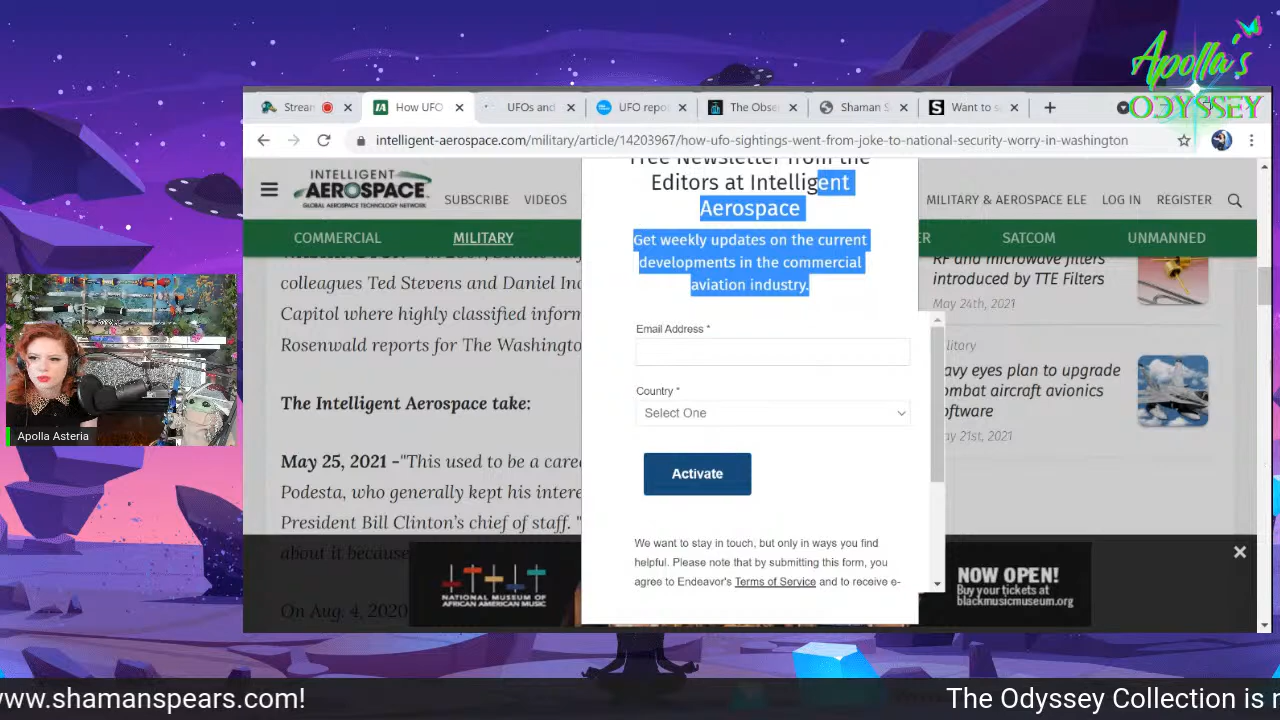 Apolla's
ODYSSEY
Stream
How UFO
UFOs and
UFO repo
The Obse
Shaman S
Want to s
intelligent-aerospace.com/military/article/14203967/how-ufo-sightings-went-from-joke-to-national-security-worry-in-washington
INTELLIGENT
AEROSPACE
GLOBAL AEROSPACE TECHNOLOGY NETWORK
SUBSCRIBE VIDEOS
MILITARY & AEROSPACE ELE LOG IN REGISTER
COMMERCIAL MILITARY ER SATCOM UNMANNED
Free Newsletter from the
Editors at Intelligent
Aerospace
Get weekly updates on the current
developments in the commercial
aviation industry.
Email Address *
Country *
Select One
Activate
We want to stay in touch, but only in ways you find
helpful. Please note that by submitting this form, you
agree to Endeavor's Terms of Service and to receive e-
colleagues Ted Stevens and Daniel Ino
Capitol where highly classified inform
Rosenwald reports for The Washingto
The Intelligent Aerospace take:
May 25, 2021 -"This used to be a caree
Podesta, who generally kept his intere
President Bill Clinton's chief of staff. "
about it because
On Aug. 4, 2020
RF and microwave filters
introduced by TTE Filters
May 24th, 2021
litary
avy eyes plan to upgrade
ombat aircraft avionics
oftware
ay 21st, 2021
NATIONAL MUSEUM OF
AFRICAN AMERICAN MUSIC
NOW OPEN!
Buy your tickets at
blackmusicmuseum.org
Apolla Asteria
www.shamanspears.com!
The Odyssey Collection is